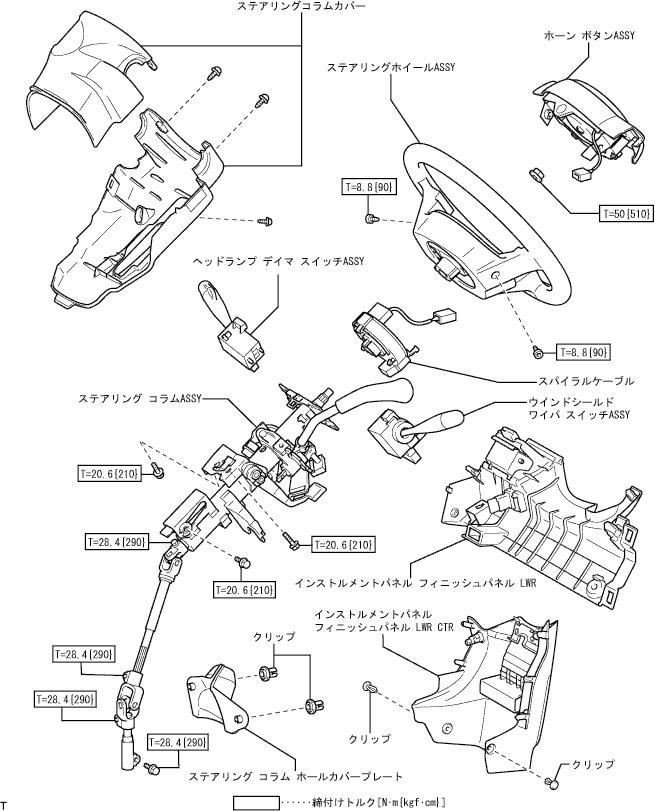 ステアリングコラムカバー
ホーン ボタンASSY
ステアリングホイールASSY
T=8.8{90}
T=50{510}
ヘッドランプ デイマ スイッチASSY
T=8.8{90}
スパイラルケーブル
ステアリング コラムASSY
ウインドシールド
ワイパ スイッチASSY
T=20.6{210}
T=28.4{290}
T=20.6{210}
T=20.6{210}
インストルメントパネル フィニッシュパネル LWR
インストルメントパネル
フィニッシュパネル LWR CTR
クリップ
T=28.4{290}
T=28.4{290}
T=28.4{290}
クリップ
クリップ
ステアリング コラム ホールカバープレート
T
······締付けトルク[N·m{kgf·cm}]